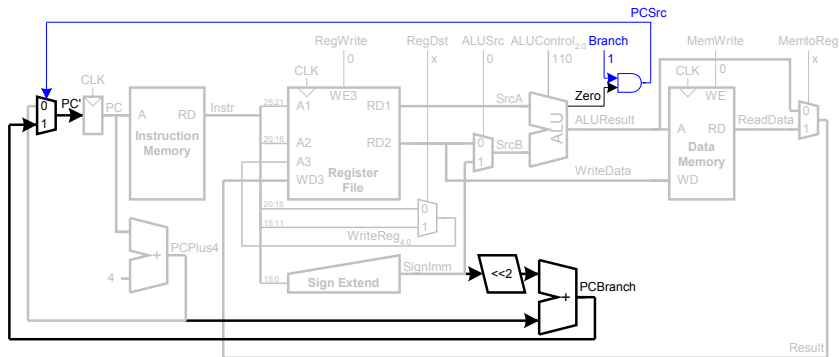 PCSrc
RegWrite RegDst ALUSrc ALUControl2:0 Branch MemWrite MemtoReg
0 x 0 110 1 0 x
CLK CLK CLK
0 PC' PC A RD Instr 25:21 A1 WE3 RD1 SrcA Zero WE 0
1
Instruction
Memory
20:16 A2 RD2 0 SrcB ALU ALUResult A RD ReadData 1
A3 1 Data
Memory
WD3 Register
File WriteData WD
20:16 0
15:11 1
PCPlus4 WriteReg4:0
+
SignImm <<2
4 15:0 Sign Extend PCBranch
+
Result